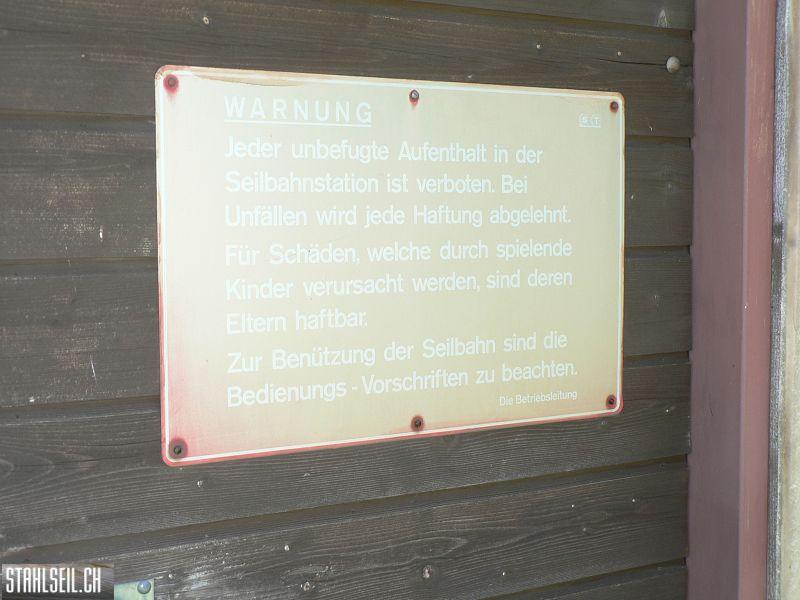 WARNUNG
Jeder unbefugte Aufenthalt in der
Seilbahnstation ist verboten. Bei
Unfällen wird jede Haftung abgelehnt.
Für Schäden, welche durch spielende
Kinder verursacht werden, sind deren
Eltern haftbar.
Zur Benützung der Seilbahn sind die
Bedienungs-Vorschriften zu beachten.
Die Betriebsleitung
STAHLSEIL.CH